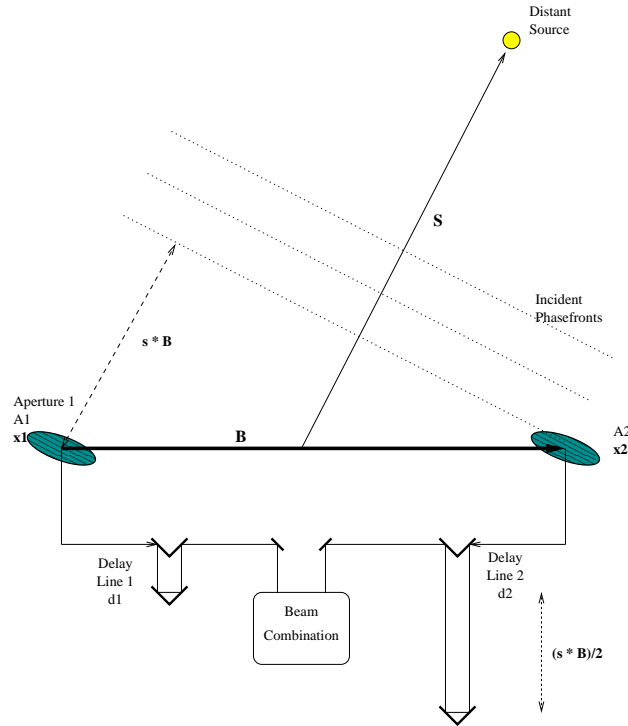 Distant
Source
S
Incident
Phasefronts
s * B
Aperture 1
A1
x1
B
A2
x2
Delay
Line 1
d1
Delay
Line 2
d2
Beam
Combination
(s * B)/2